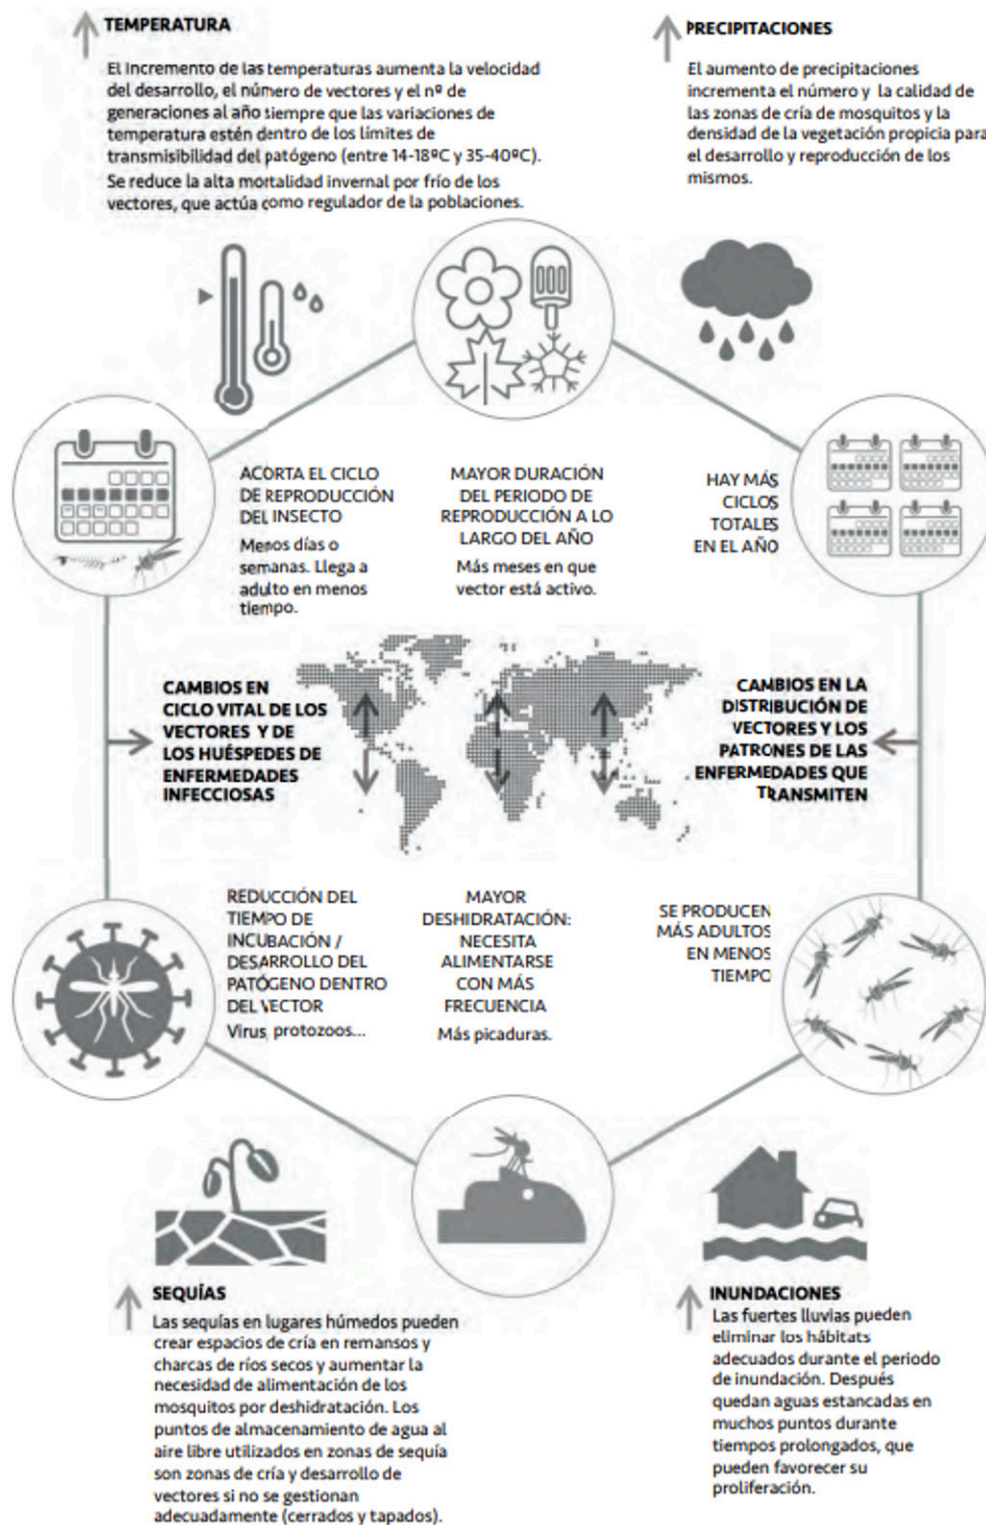 TEMPERATURA
El incremento de las temperaturas aumenta la velocidad
del desarrollo, el número de vectores y el nº de
generaciones al año siempre que las variaciones de
temperatura estén dentro de los límites de
transmisibilidad del patógeno (entre 14-18ºC y 35-40ºC).
Se reduce la alta mortalidad invernal por frío de los
vectores, que actúa como regulador de la poblaciones.
PRECIPITACIONES
El aumento de precipitaciones
incrementa el número y la calidad de
las zonas de cría de mosquitos y la
densidad de la vegetación propicia para
el desarrollo y reproducción de los
mismos.
ACORTA EL CICLO
DE REPRODUCCIÓN
DEL INSECTO
Menos días o
semanas. Llega a
adulto en menos
tiempo.
MAYOR DURACIÓN
DEL PERIODO DE
REPRODUCCIÓN A LO
LARGO DEL AÑO
Más meses en que
vector está activo.
HAY MÁS
CICLOS
TOTALES
EN EL AÑO
CAMBIOS EN
CICLO VITAL DE LOS
VECTORES Y DE
LOS HUÉSPEDES DE
ENFERMEDADES
INFECCIOSAS
CAMBIOS EN LA
DISTRIBUCIÓN DE
VECTORES Y LOS
PATRONES DE LAS
ENFERMEDADES QUE
TRANSMITEN
REDUCCIÓN DEL
TIEMPO DE
INCUBACIÓN /
DESARROLLO DEL
PATÓGENO DENTRO
DEL VECTOR
Virus, protozoos...
MAYOR
DESHIDRATACIÓN:
NECESITA
ALIMENTARSE
CON MÁS
FRECUENCIA
Más picaduras.
SE PRODUCEN
MÁS ADULTOS
EN MENOS
TIEMPO
SEQUÍAS
Las sequías en lugares húmedos pueden
crear espacios de cría en remansos y
charcas de ríos secos y aumentar la
necesidad de alimentación de los
mosquitos por deshidratación. Los
puntos de almacenamiento de agua al
aire libre utilizados en zonas de sequía
son zonas de cría y desarrollo de
vectores si no se gestionan
adecuadamente (cerrados y tapados).
INUNDACIONES
Las fuertes lluvias pueden
eliminar los hábitats
adecuados durante el periodo
de inundación. Después
quedan aguas estancadas en
muchos puntos durante
tiempos prolongados, que
pueden favorecer su
proliferación.